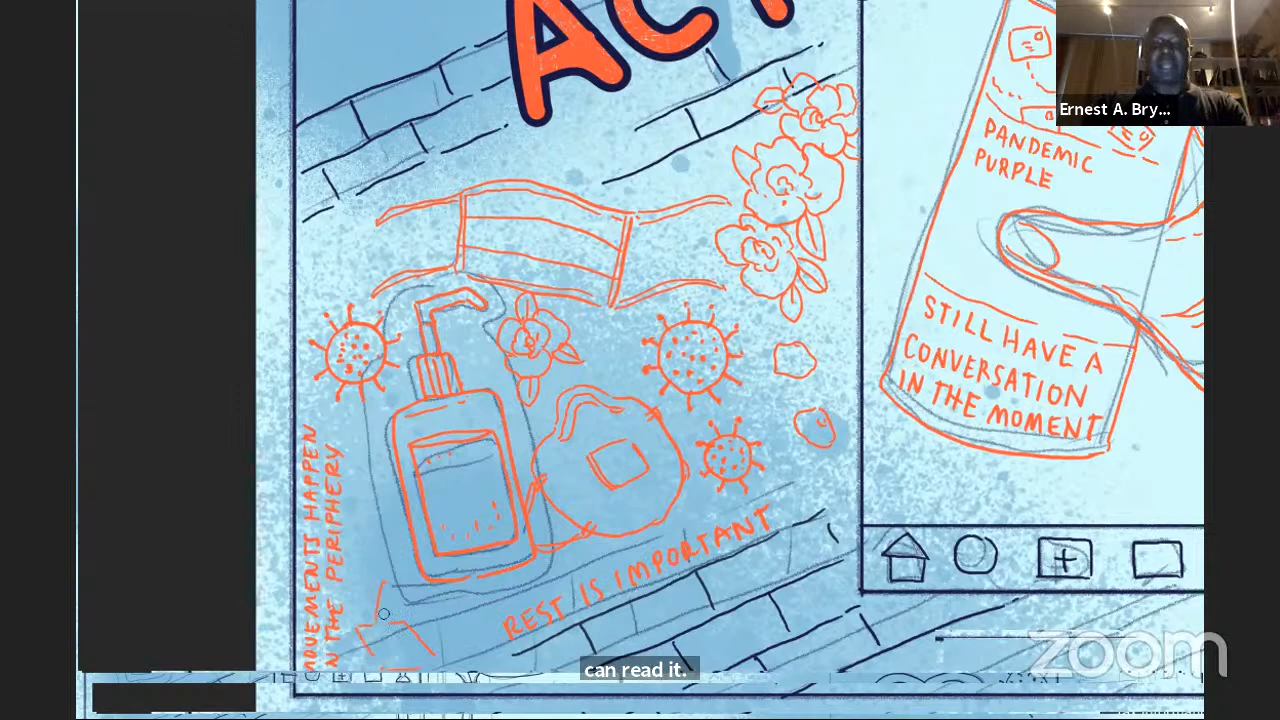 ACT
Ernest A. Bry...
PANDEMIC
PURPLE
STILL HAVE A
CONVERSATION
IN THE MOMENT
MOVEMENTS HAPPEN
IN THE PERIPHERY
REST IS IMPORTANT
can read it.
zoom